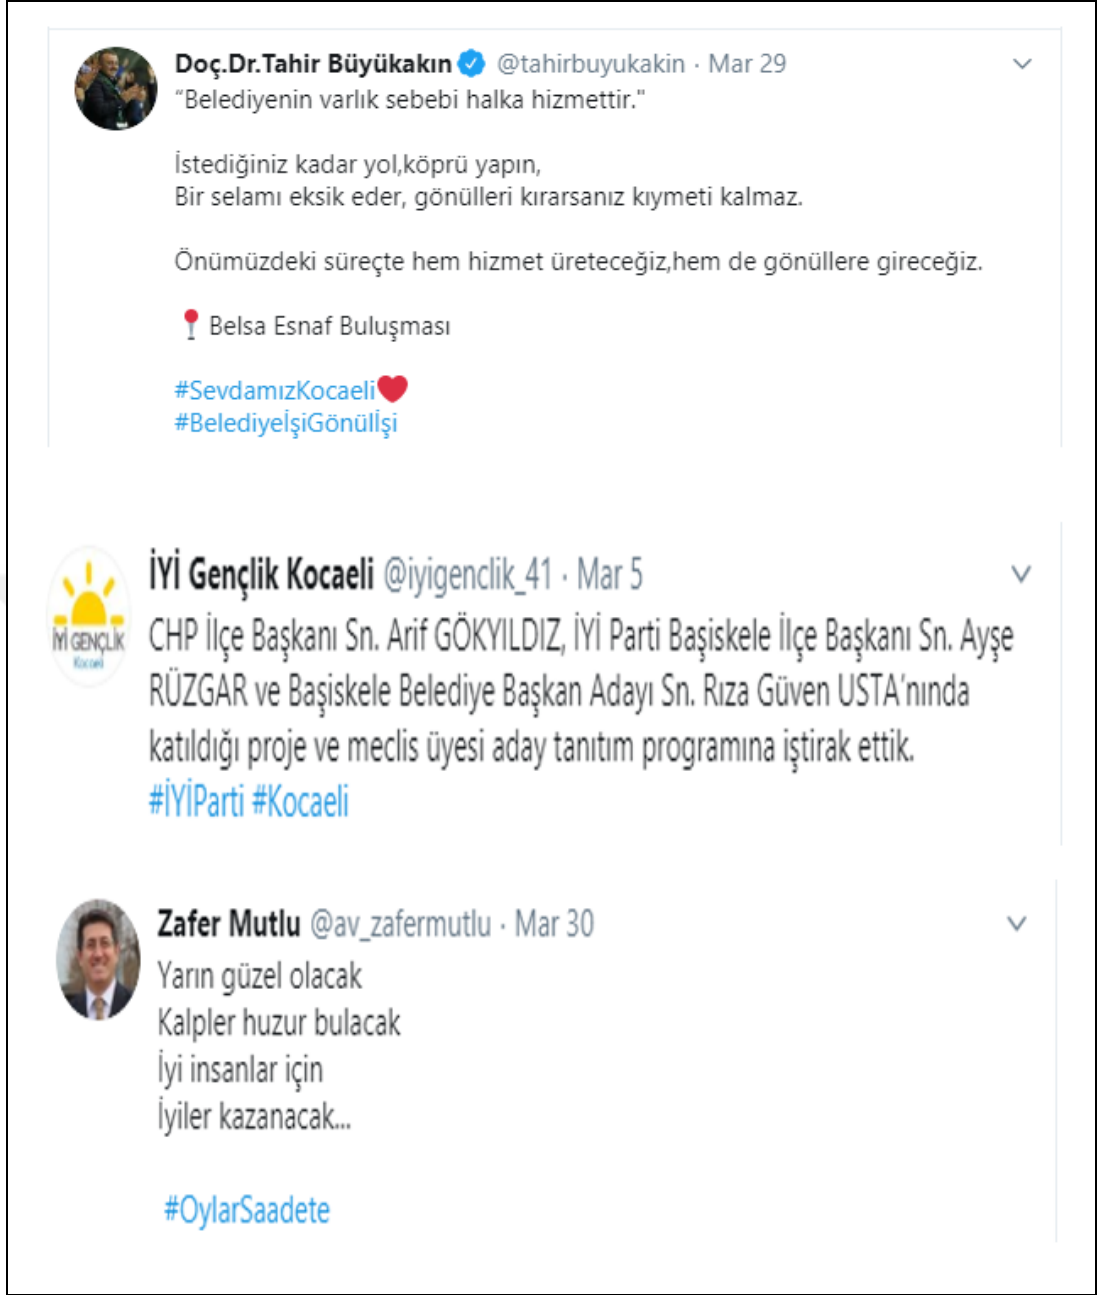 Doç.Dr.Tahir Büyükakın @tahirbuyukakin · Mar 29
“Belediyenin varlık sebebi halka hizmettir."
İstediğiniz kadar yol,köprü yapın,
Bir selamı eksik eder, gönülleri kırarsanız kıymeti kalmaz.
Önümüzdeki süreçte hem hizmet üreteceğiz,hem de gönüllere gireceğiz.
📍 Belsa Esnaf Buluşması
#SevdamızKocaeli❤
#BelediyeİşiGönülİşi
İYİ Gençlik Kocaeli @iyigenclik_41 · Mar 5
İYİ GENÇLİK
Kocaeli
CHP İlçe Başkanı Sn. Arif GÖKYILDIZ, İYİ Parti Başiskele İlçe Başkanı Sn. Ayşe
RÜZGAR ve Başiskele Belediye Başkan Adayı Sn. Rıza Güven USTA’nında
katıldığı proje ve meclis üyesi aday tanıtım programına iştirak ettik.
#İYİParti #Kocaeli
Zafer Mutlu @av_zafermutlu · Mar 30
Yarın güzel olacak
Kalpler huzur bulacak
İyi insanlar için
İyiler kazanacak...
#OylarSaadete